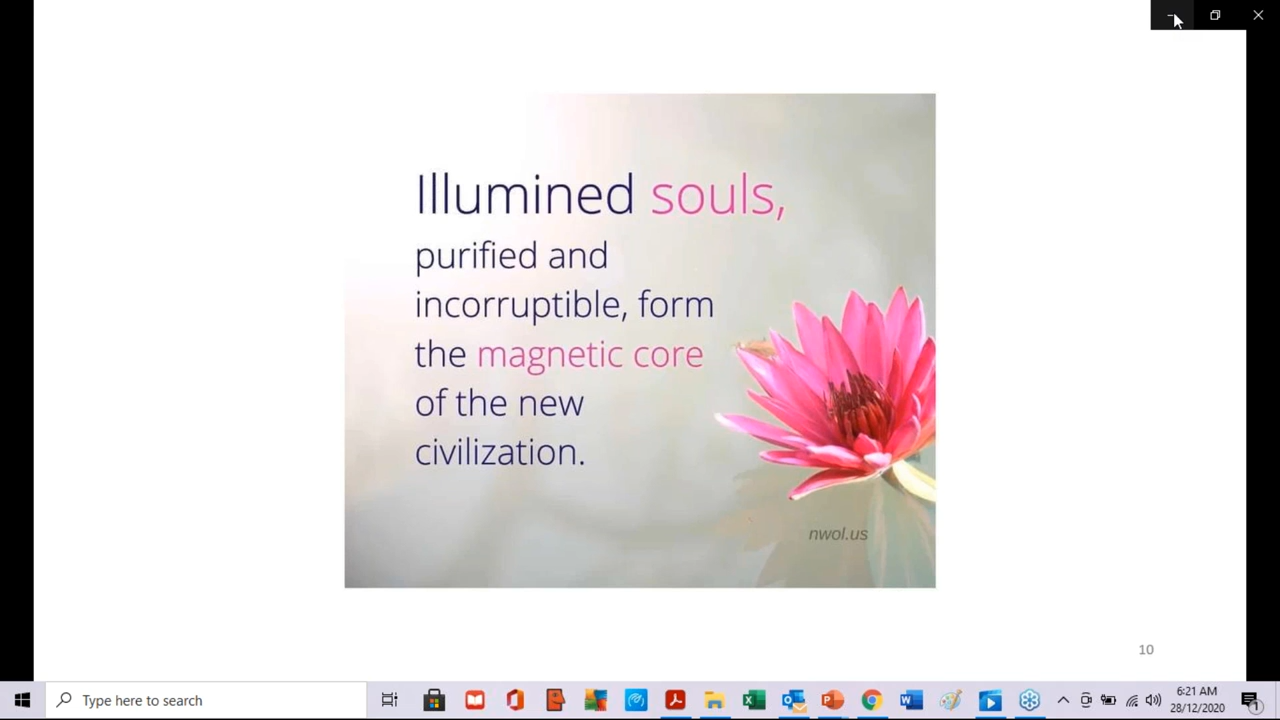 Illumined souls,
purified and
incorruptible, form
the magnetic core
of the new
civilization.
nwol.us
10
Type here to search
6:21 AM
28/12/2020
1